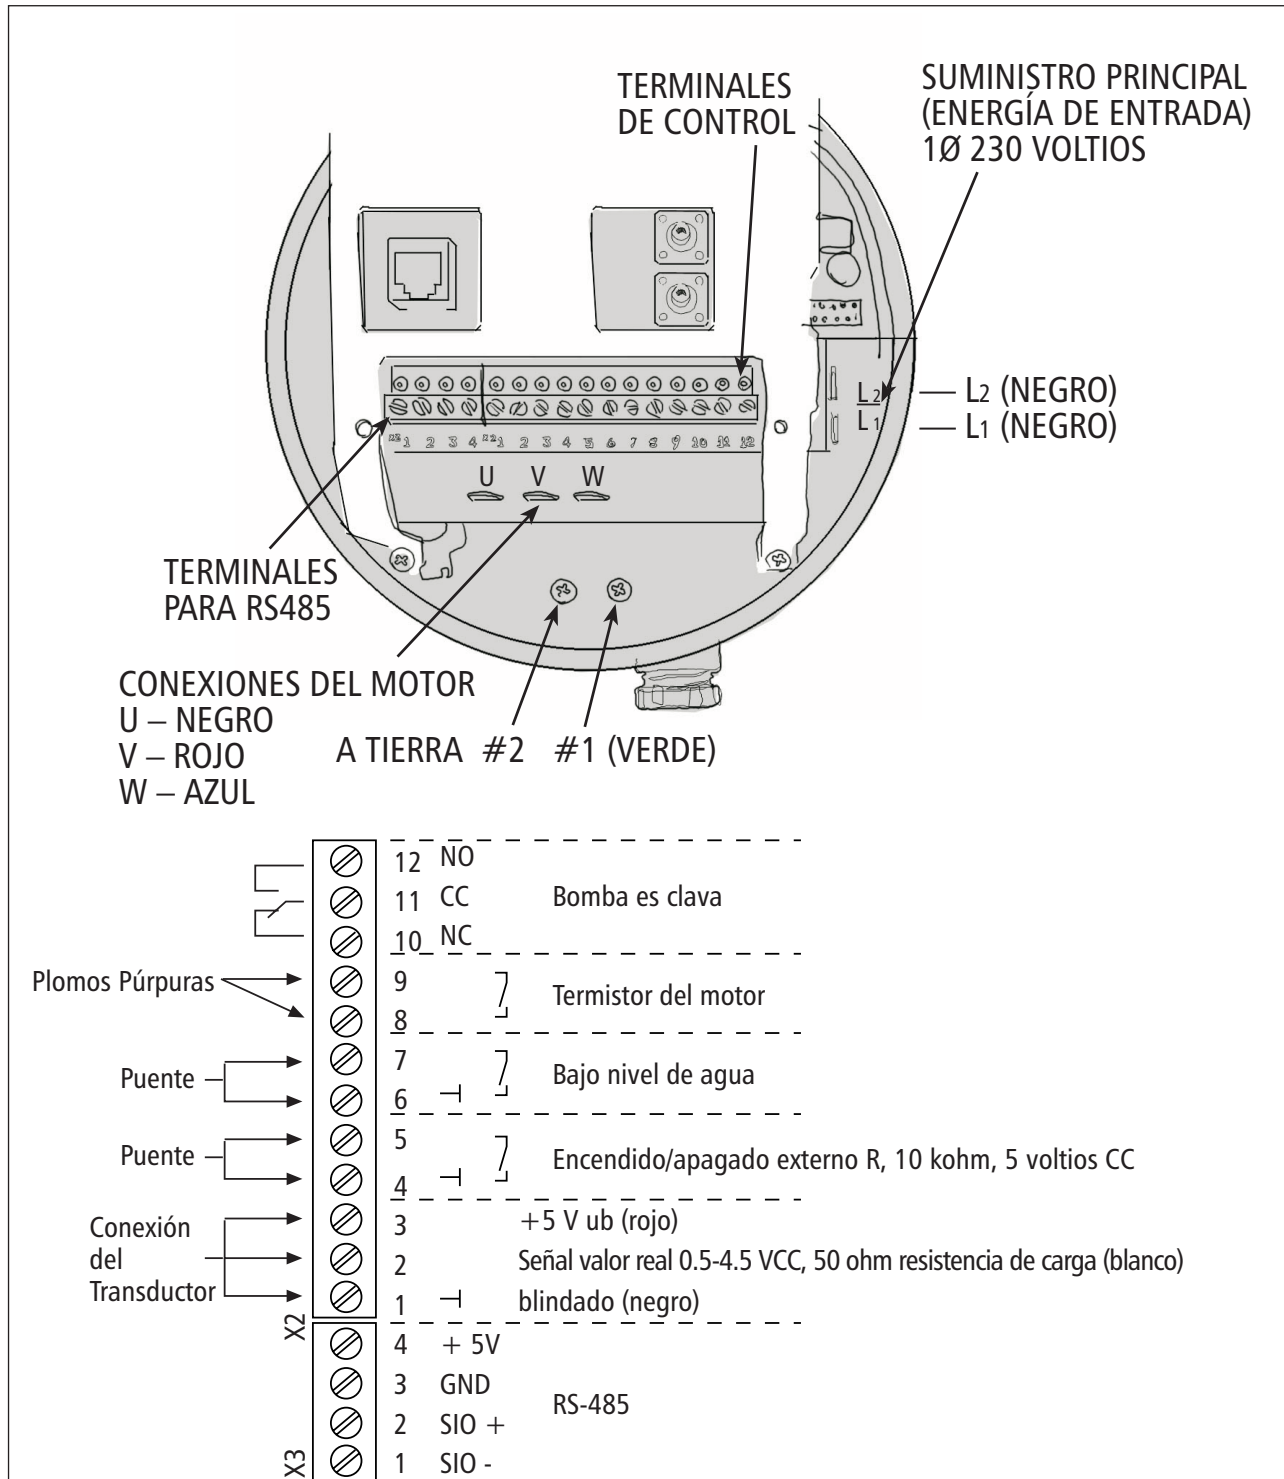 TERMINALES
DE CONTROL
SUMINISTRO PRINCIPAL
(ENERGÍA DE ENTRADA)
1Ø 230 VOLTIOS
L2
L1
L2 (NEGRO)
L1 (NEGRO)
1 2 3 4 1 2 3 4 5 6 7 8 9 10 11 12
U V W
TERMINALES
PARA RS485
CONEXIONES DEL MOTOR
U – NEGRO
V – ROJO
W – AZUL
A TIERRA #2 #1 (VERDE)
12 NO
11 CC Bomba es clava
10 NC
Plomos Púrpuras
9
8
Termistor del motor
Puente
7
6
Bajo nivel de agua
Puente
5
4
Encendido/apagado externo R, 10 kohm, 5 voltios CC
Conexión
del
Transductor
3 +5 V ub (rojo)
2 Señal valor real 0.5-4.5 VCC, 50 ohm resistencia de carga (blanco)
1 blindado (negro)
X2
4 + 5V
3 GND
2 SIO +
1 SIO -
RS-485
X3